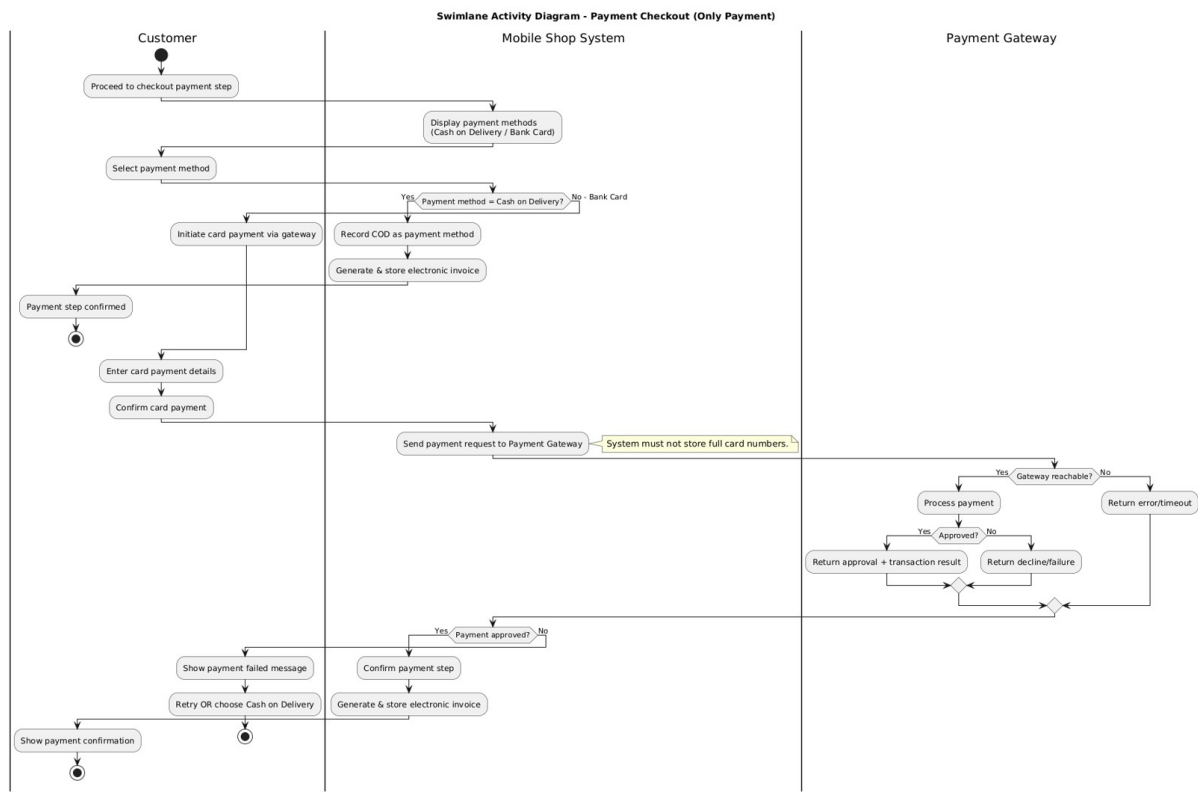 Swimlane Activity Diagram - Payment Checkout (Only Payment)
Customer
Mobile Shop System
Payment Gateway
Proceed to checkout payment step
Display payment methods
(Cash on Delivery / Bank Card)
Select payment method
Yes
Payment method = Cash on Delivery?
No - Bank Card
Initiate card payment via gateway
Record COD as payment method
Generate & store electronic invoice
Payment step confirmed
Enter card payment details
Confirm card payment
Send payment request to Payment Gateway
System must not store full card numbers.
Yes
Gateway reachable?
No
Process payment
Return error/timeout
Yes
Approved?
No
Return approval + transaction result
Return decline/failure
Yes
Payment approved?
No
Show payment failed message
Confirm payment step
Retry OR choose Cash on Delivery
Generate & store electronic invoice
Show payment confirmation